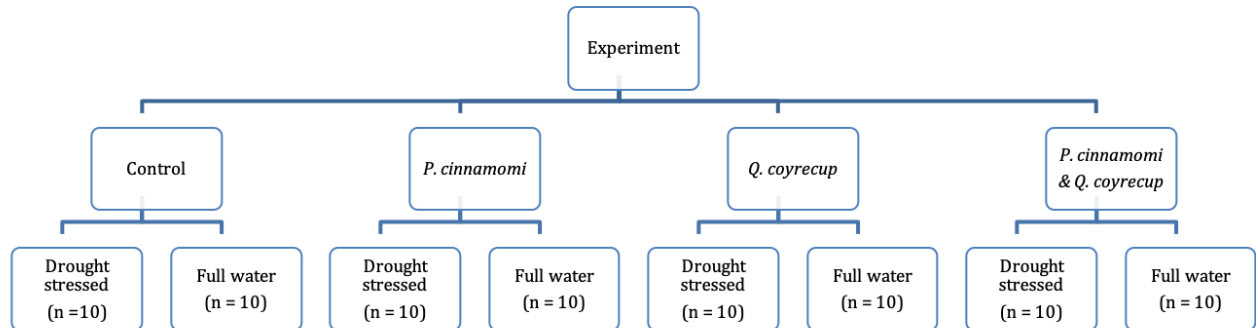 Experiment
Control
P. cinnamomi
Q. coyrecup
P. cinnamomi
& Q. coyrecup
Drought
stressed
(n =10)
Full water
(n = 10)
Drought
stressed
(n = 10)
Full water
(n = 10)
Drought
stressed
(n = 10)
Full water
(n = 10)
Drought
stressed
(n = 10)
Full water
(n = 10)